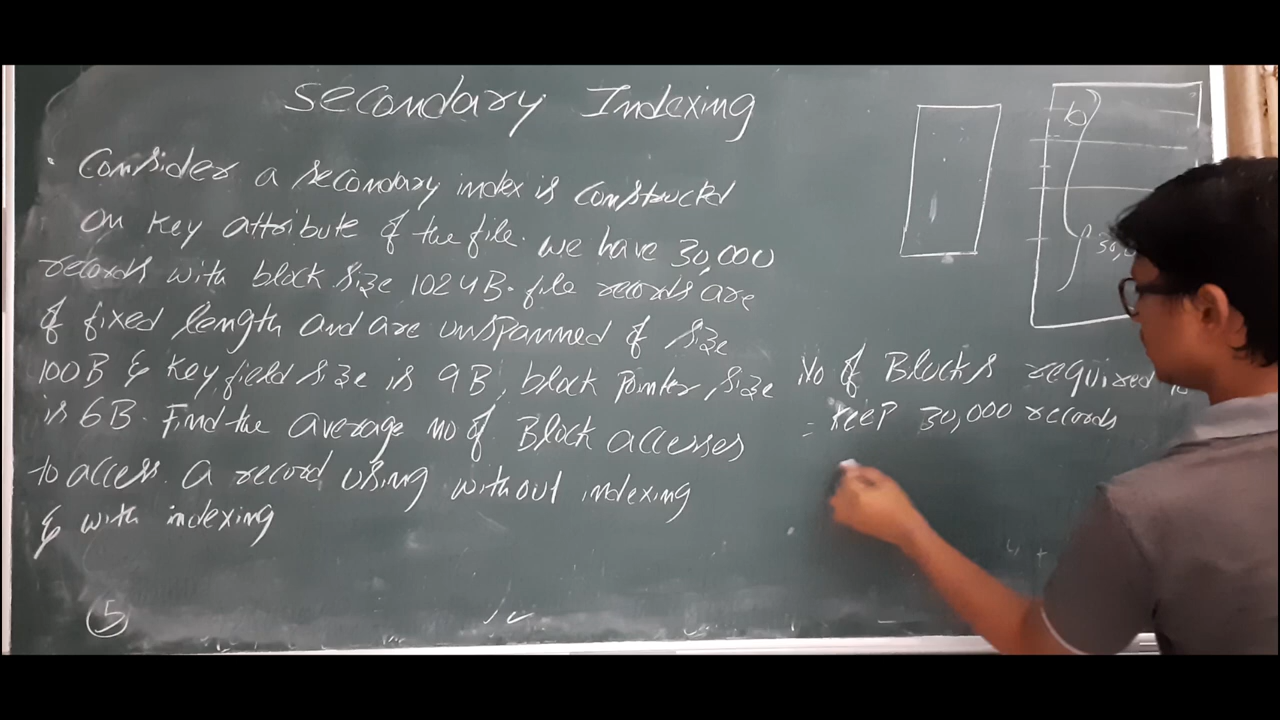 Secondary Indexing
. Consider a secondary index is constructed
on key attribute of the file. we have 30,000
records with block size 1024B. file records are
of fixed length and are unspanned of size
100B & key field size is 9B, block pointer, size
is 6B. Find the average no of Block accesses
to access a record using without indexing
& with indexing
5
b
No of Blocks required
= keep 30,000 records